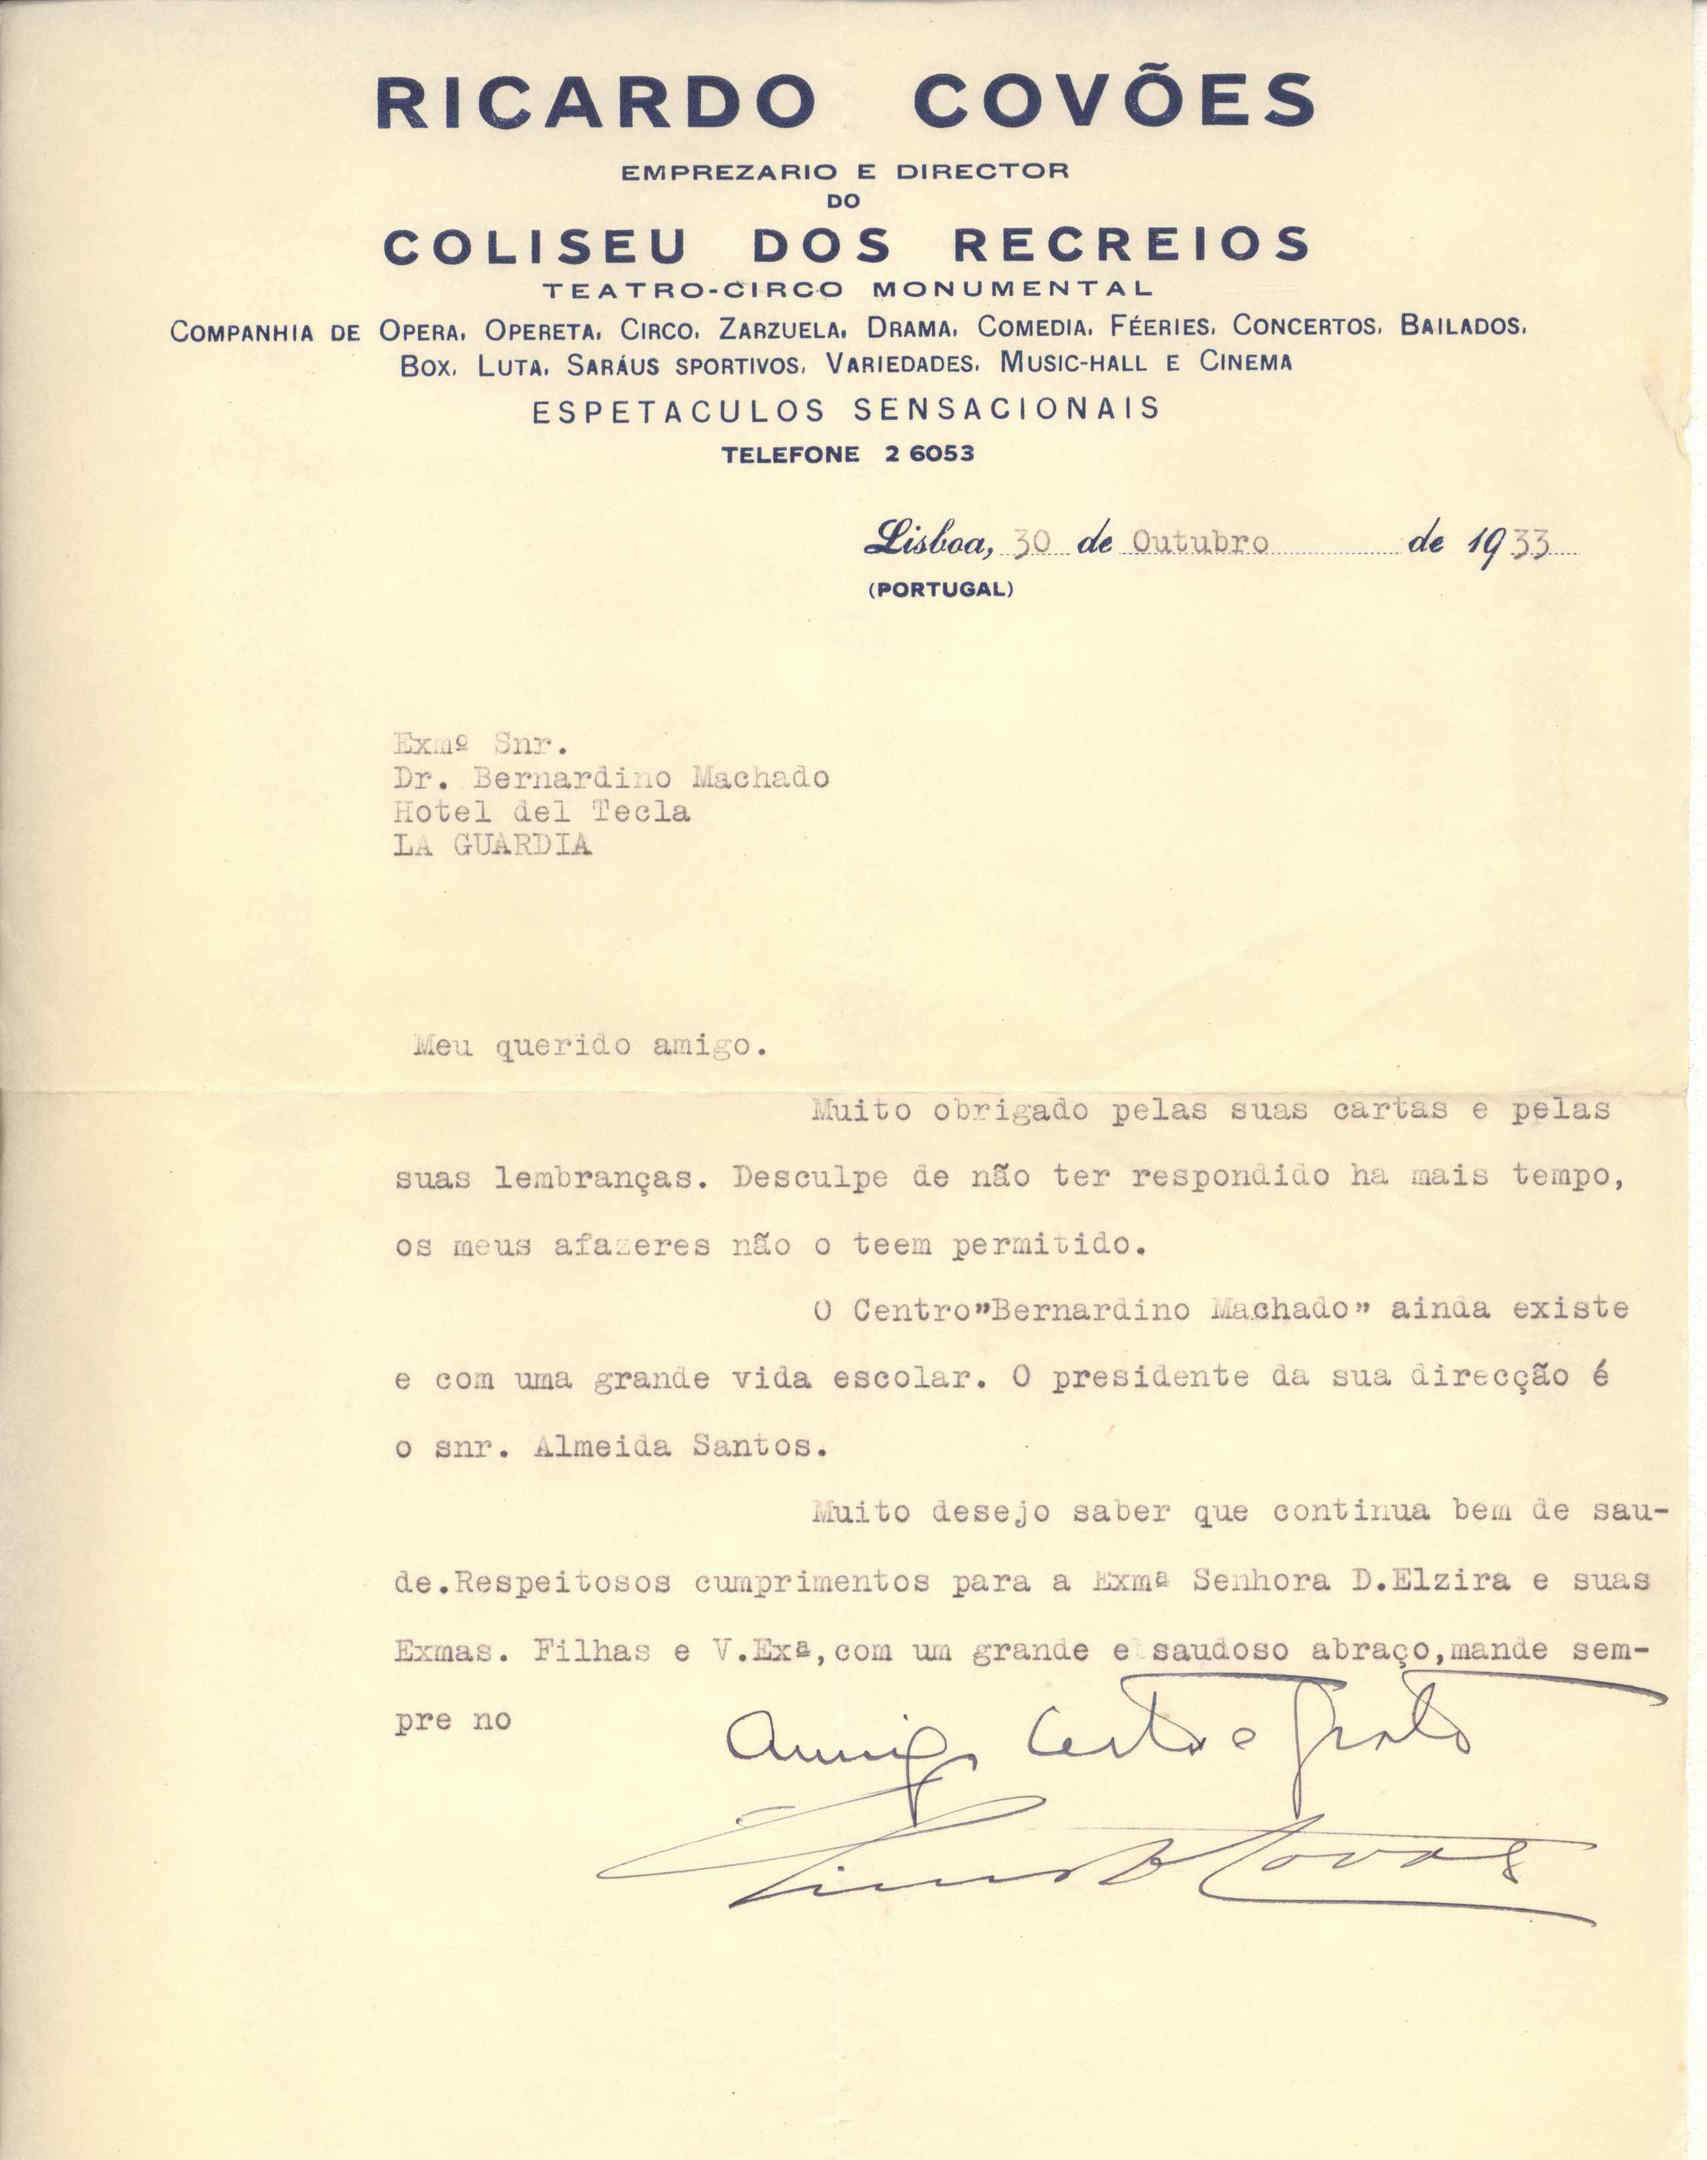 RICARDO COVÕES
EMPREZARIO E DIRECTOR
DO
COLISEU DOS RECREIOS
TEATRO-CIRCO MONUMENTAL
COMPANHIA DE OPERA, OPERETA, CIRCO, ZARZUELA, DRAMA, COMEDIA, FÉERIES, CONCERTOS, BAILADOS,
BOX, LUTA, SARÁUS SPORTIVOS, VARIEDADES, MUSIC-HALL E CINEMA
ESPETACULOS SENSACIONAIS
TELEFONE 2 6053
Lisboa, 30 de Outubro de 1933
(PORTUGAL)
Exmº Snr.
Dr. Bernardino Machado
Hotel del Tecla
LA GUARDIA
Meu querido amigo.
Muito obrigado pelas suas cartas e pelas
suas lembranças. Desculpe de não ter respondido ha mais tempo,
os meus afazeres não o teem permitido.
O Centro"Bernardino Machado" ainda existe
e com uma grande vida escolar. O presidente da sua direcção é
o snr. Almeida Santos.
Muito desejo saber que continua bem de sau-
de.Respeitosos cumprimentos para a Exmª Senhora D.Elzira e suas
Exmas. Filhas e V.Exª,com um grande e saudoso abraço,mande sem-
pre no
Amigo certo e grato
Ricardo Covões